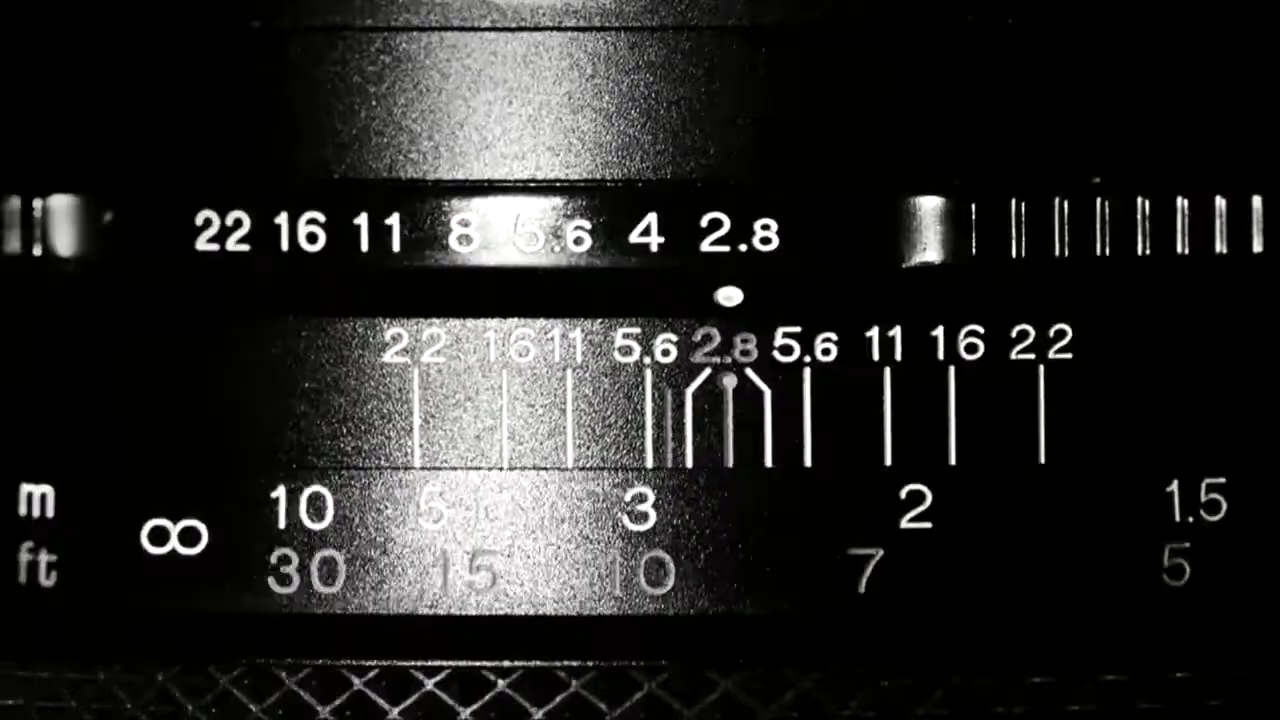 22 16 11 8 5.6 4 2.8
22 16 11 5.6 2.8 5.6 11 16 22
m ∞ 10 5 3 2 1.5
ft 30 15 10 7 5